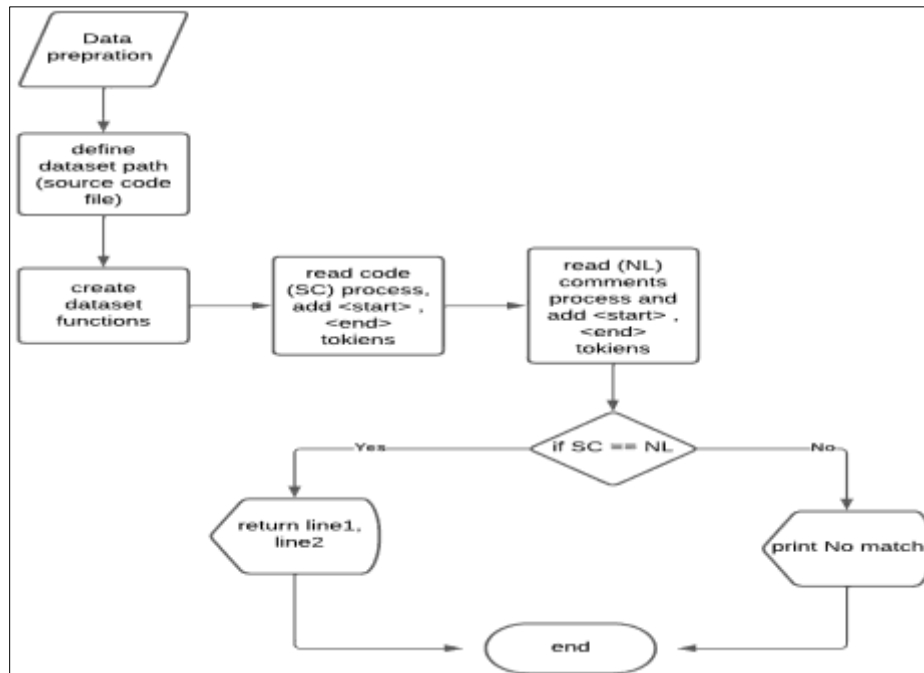 Data
prepration
define
dataset path
(source code
file)
create
dataset
functions
read code
(SC) process,
add <start> ,
<end>
tokiens
read (NL)
comments
process and
add <start> ,
<end>
tokiens
if SC == NL
Yes
No
return line1,
line2
print No match
end